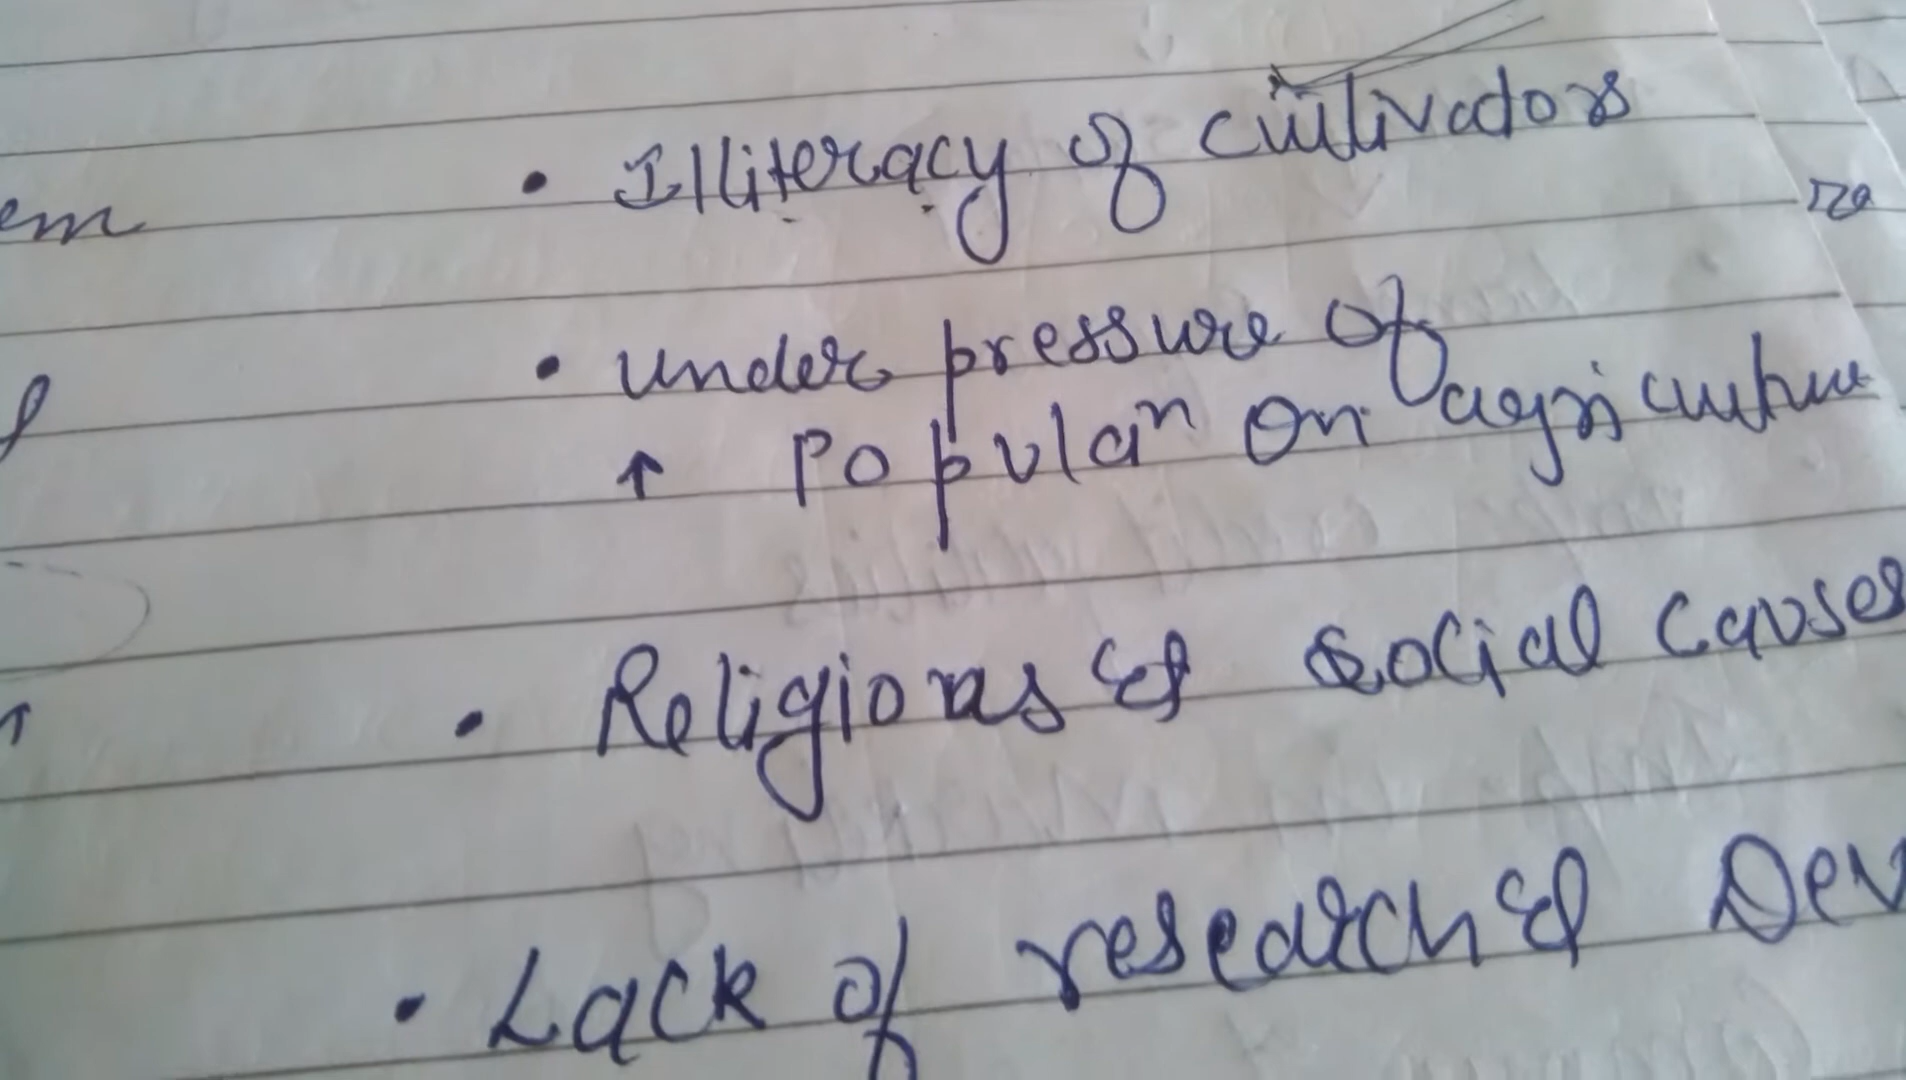 • Illiteracy of cultivators
em
• under pressure of
↑ Populaⁿ on agriculture
• Religious & social causes
• Lack of research & Dev